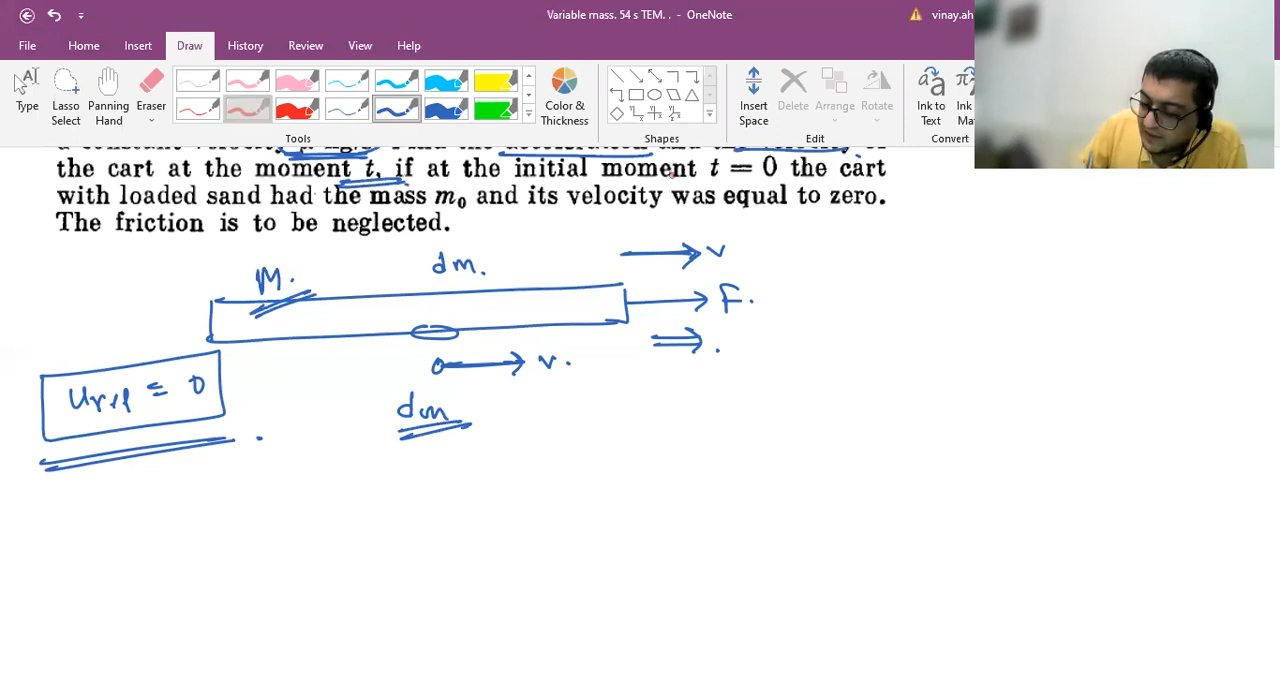 Variable mass. 54 s TEM. . - OneNote
vinay.ah
File Home Insert Draw History Review View Help
Type
Lasso Select
Panning Hand
Eraser
Color & Thickness
Insert Space
Delete
Arrange
Rotate
Ink to Text
Ink Ma
Tools
Shapes
Edit
Convert
the cart at the moment t, if at the initial moment t = 0 the cart
with loaded sand had the mass m₀ and its velocity was equal to zero.
The friction is to be neglected.
M.
dm.
v
F.
v.
Urel = 0
dm